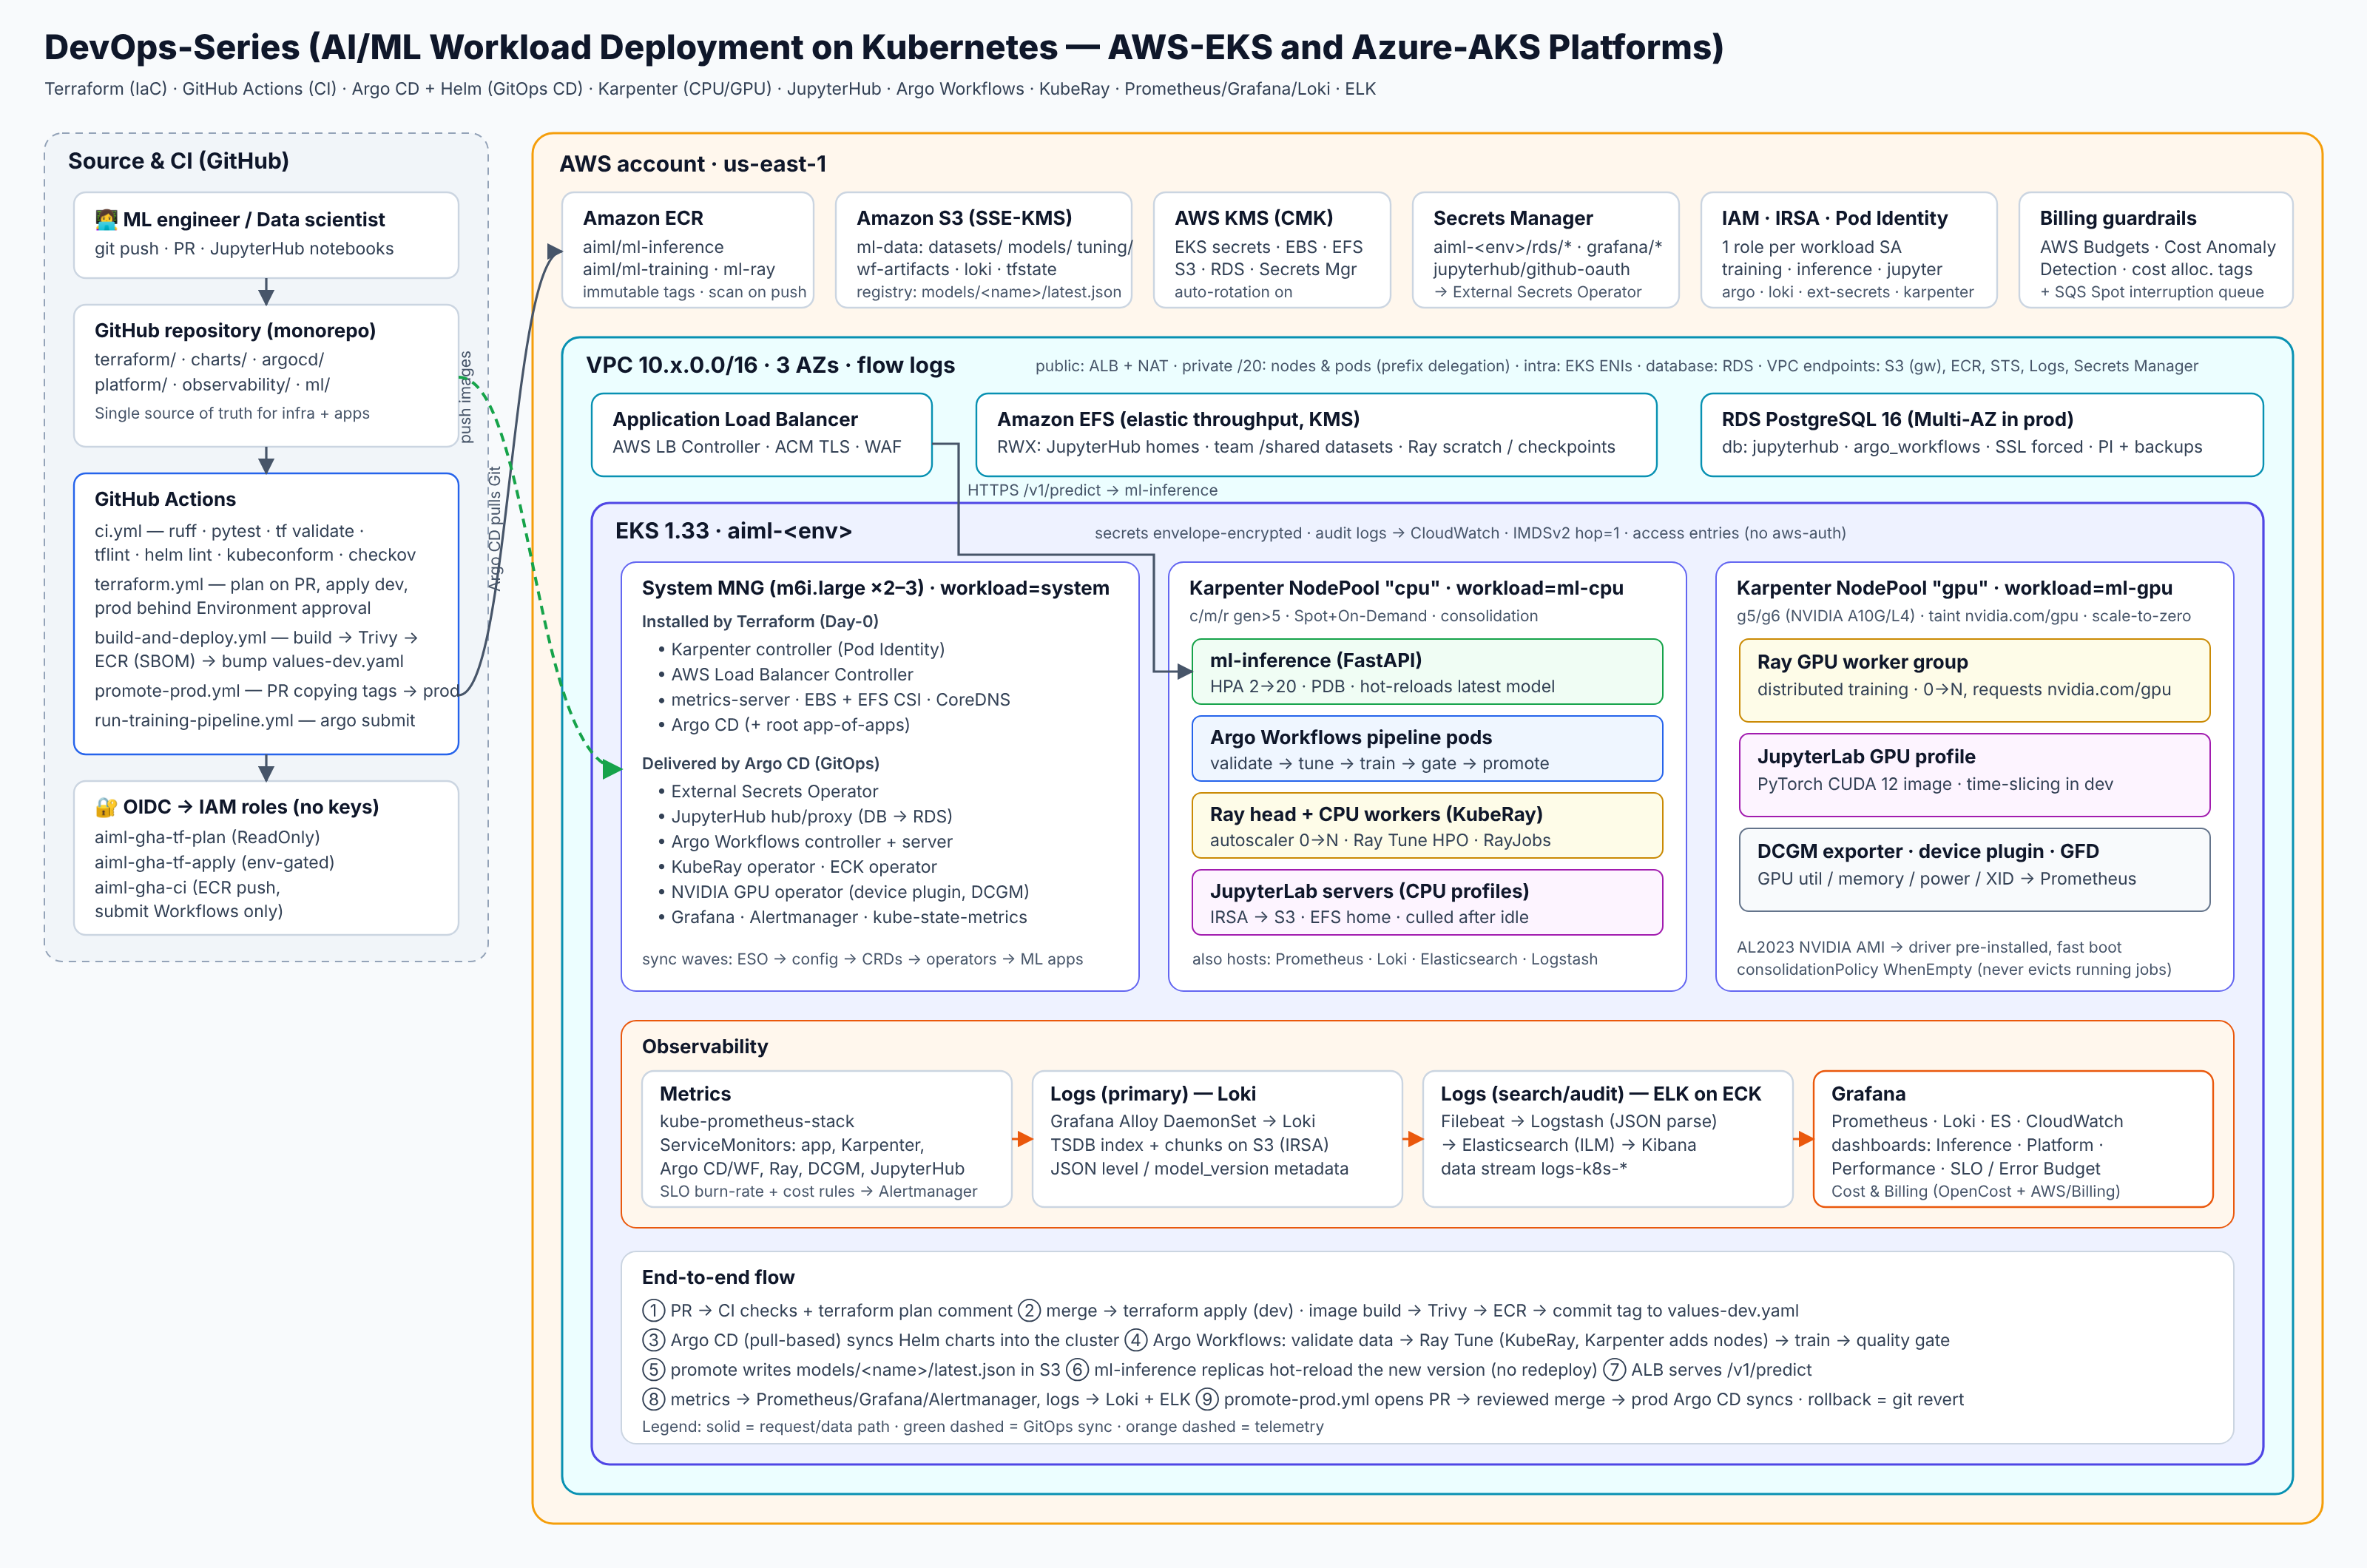 DevOps-Series (AI/ML Workload Deployment on Kubernetes — AWS-EKS and Azure-AKS Platforms)
Terraform (IaC) · GitHub Actions (CI) · Argo CD + Helm (GitOps CD) · Karpenter (CPU/GPU) · JupyterHub · Argo Workflows · KubeRay · Prometheus/Grafana/Loki · ELK
Source & CI (GitHub)
👩‍💻 ML engineer / Data scientist
git push · PR · JupyterHub notebooks
GitHub repository (monorepo)
terraform/ · charts/ · argocd/
platform/ · observability/ · ml/
Single source of truth for infra + apps
GitHub Actions
ci.yml — ruff · pytest · tf validate ·
tflint · helm lint · kubeconform · checkov
terraform.yml — plan on PR, apply dev,
prod behind Environment approval
build-and-deploy.yml — build → Trivy →
ECR (SBOM) → bump values-dev.yaml
promote-prod.yml — PR copying tags → prod
run-training-pipeline.yml — argo submit
🔐 OIDC → IAM roles (no keys)
aiml-gha-tf-plan (ReadOnly)
aiml-gha-tf-apply (env-gated)
aiml-gha-ci (ECR push,
submit Workflows only)
push images
Argo CD pulls Git
AWS account · us-east-1
Amazon ECR
aiml/ml-inference
aiml/ml-training · ml-ray
immutable tags · scan on push
Amazon S3 (SSE-KMS)
ml-data: datasets/ models/ tuning/
wf-artifacts · loki · tfstate
registry: models/<name>/latest.json
AWS KMS (CMK)
EKS secrets · EBS · EFS
S3 · RDS · Secrets Mgr
auto-rotation on
Secrets Manager
aiml-<env>/rds/* · grafana/*
jupyterhub/github-oauth
→ External Secrets Operator
IAM · IRSA · Pod Identity
1 role per workload SA
training · inference · jupyter
argo · loki · ext-secrets · karpenter
Billing guardrails
AWS Budgets · Cost Anomaly
Detection · cost alloc. tags
+ SQS Spot interruption queue
VPC 10.x.0.0/16 · 3 AZs · flow logs
public: ALB + NAT · private /20: nodes & pods (prefix delegation) · intra: EKS ENIs · database: RDS · VPC endpoints: S3 (gw), ECR, STS, Logs, Secrets Manager
Application Load Balancer
AWS LB Controller · ACM TLS · WAF
Amazon EFS (elastic throughput, KMS)
RWX: JupyterHub homes · team /shared datasets · Ray scratch / checkpoints
RDS PostgreSQL 16 (Multi-AZ in prod)
db: jupyterhub · argo_workflows · SSL forced · PI + backups
HTTPS /v1/predict → ml-inference
EKS 1.33 · aiml-<env>
secrets envelope-encrypted · audit logs → CloudWatch · IMDSv2 hop=1 · access entries (no aws-auth)
System MNG (m6i.large ×2–3) · workload=system
Installed by Terraform (Day-0)
• Karpenter controller (Pod Identity)
• AWS Load Balancer Controller
• metrics-server · EBS + EFS CSI · CoreDNS
• Argo CD (+ root app-of-apps)
Delivered by Argo CD (GitOps)
• External Secrets Operator
• JupyterHub hub/proxy (DB → RDS)
• Argo Workflows controller + server
• KubeRay operator · ECK operator
• NVIDIA GPU operator (device plugin, DCGM)
• Grafana · Alertmanager · kube-state-metrics
sync waves: ESO → config → CRDs → operators → ML apps
Karpenter NodePool "cpu" · workload=ml-cpu
c/m/r gen>5 · Spot+On-Demand · consolidation
ml-inference (FastAPI)
HPA 2→20 · PDB · hot-reloads latest model
Argo Workflows pipeline pods
validate → tune → train → gate → promote
Ray head + CPU workers (KubeRay)
autoscaler 0→N · Ray Tune HPO · RayJobs
JupyterLab servers (CPU profiles)
IRSA → S3 · EFS home · culled after idle
also hosts: Prometheus · Loki · Elasticsearch · Logstash
Karpenter NodePool "gpu" · workload=ml-gpu
g5/g6 (NVIDIA A10G/L4) · taint nvidia.com/gpu · scale-to-zero
Ray GPU worker group
distributed training · 0→N, requests nvidia.com/gpu
JupyterLab GPU profile
PyTorch CUDA 12 image · time-slicing in dev
DCGM exporter · device plugin · GFD
GPU util / memory / power / XID → Prometheus
AL2023 NVIDIA AMI → driver pre-installed, fast boot
consolidationPolicy WhenEmpty (never evicts running jobs)
Observability
Metrics
kube-prometheus-stack
ServiceMonitors: app, Karpenter,
Argo CD/WF, Ray, DCGM, JupyterHub
SLO burn-rate + cost rules → Alertmanager
Logs (primary) — Loki
Grafana Alloy DaemonSet → Loki
TSDB index + chunks on S3 (IRSA)
JSON level / model_version metadata
Logs (search/audit) — ELK on ECK
Filebeat → Logstash (JSON parse)
→ Elasticsearch (ILM) → Kibana
data stream logs-k8s-*
Grafana
Prometheus · Loki · ES · CloudWatch
dashboards: Inference · Platform ·
Performance · SLO / Error Budget
Cost & Billing (OpenCost + AWS/Billing)
End-to-end flow
① PR → CI checks + terraform plan comment ② merge → terraform apply (dev) · image build → Trivy → ECR → commit tag to values-dev.yaml
③ Argo CD (pull-based) syncs Helm charts into the cluster ④ Argo Workflows: validate data → Ray Tune (KubeRay, Karpenter adds nodes) → train → quality gate
⑤ promote writes models/<name>/latest.json in S3 ⑥ ml-inference replicas hot-reload the new version (no redeploy) ⑦ ALB serves /v1/predict
⑧ metrics → Prometheus/Grafana/Alertmanager, logs → Loki + ELK ⑨ promote-prod.yml opens PR → reviewed merge → prod Argo CD syncs · rollback = git revert
Legend: solid = request/data path · green dashed = GitOps sync · orange dashed = telemetry